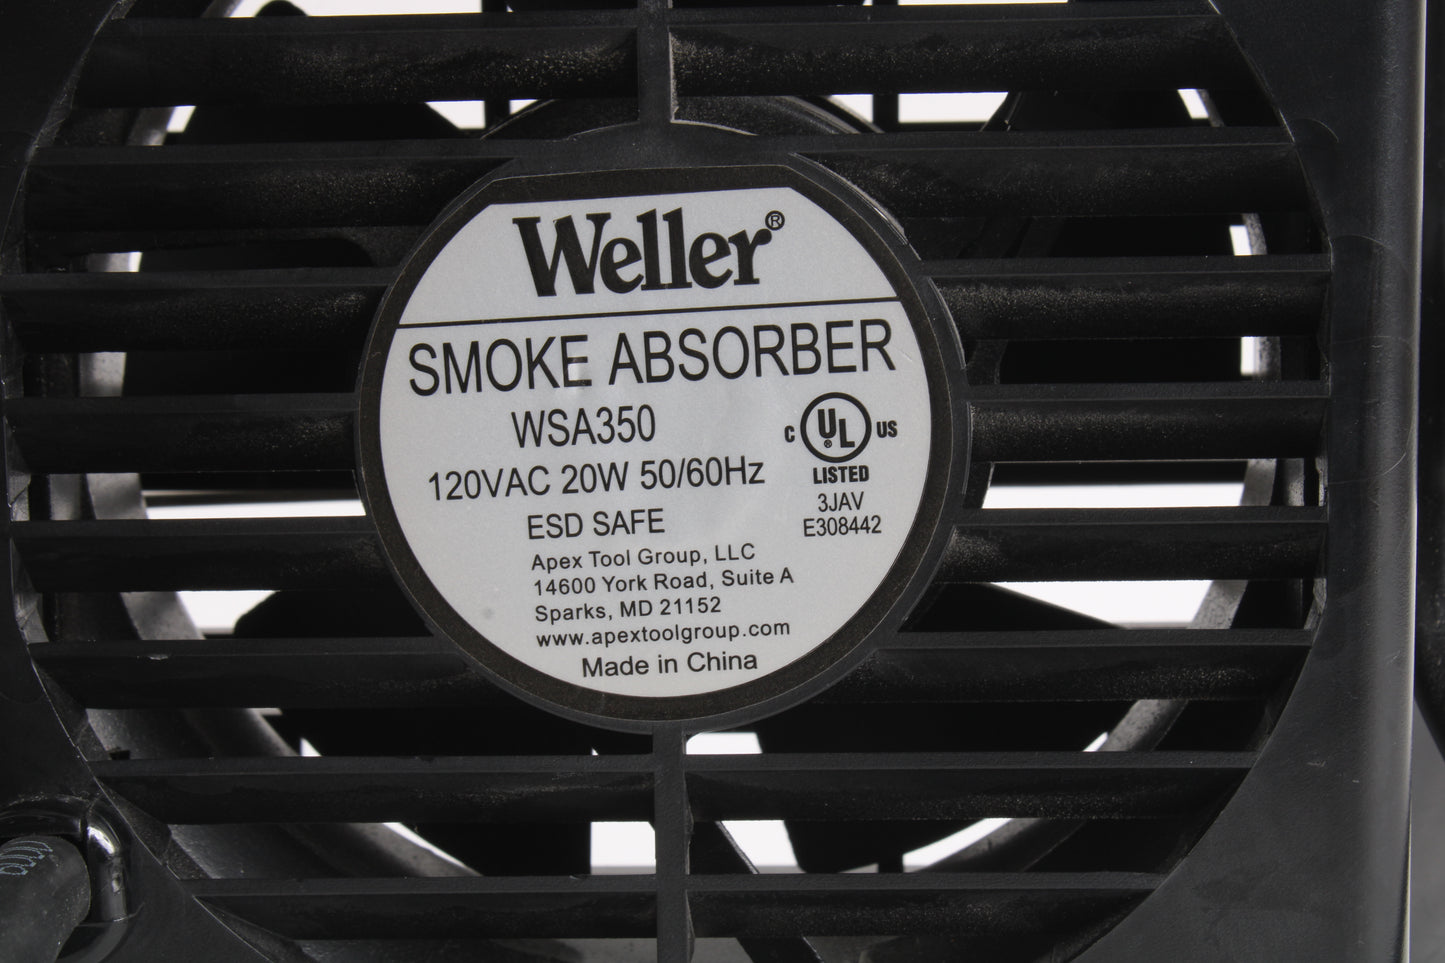 Weller®
SMOKE ABSORBER
WSA350
120VAC 20W 50/60Hz
ESD SAFE
C UL® US
LISTED
3JAV
E308442
Apex Tool Group, LLC
14600 York Road, Suite A
Sparks, MD 21152
www.apextoolgroup.com
Made in China